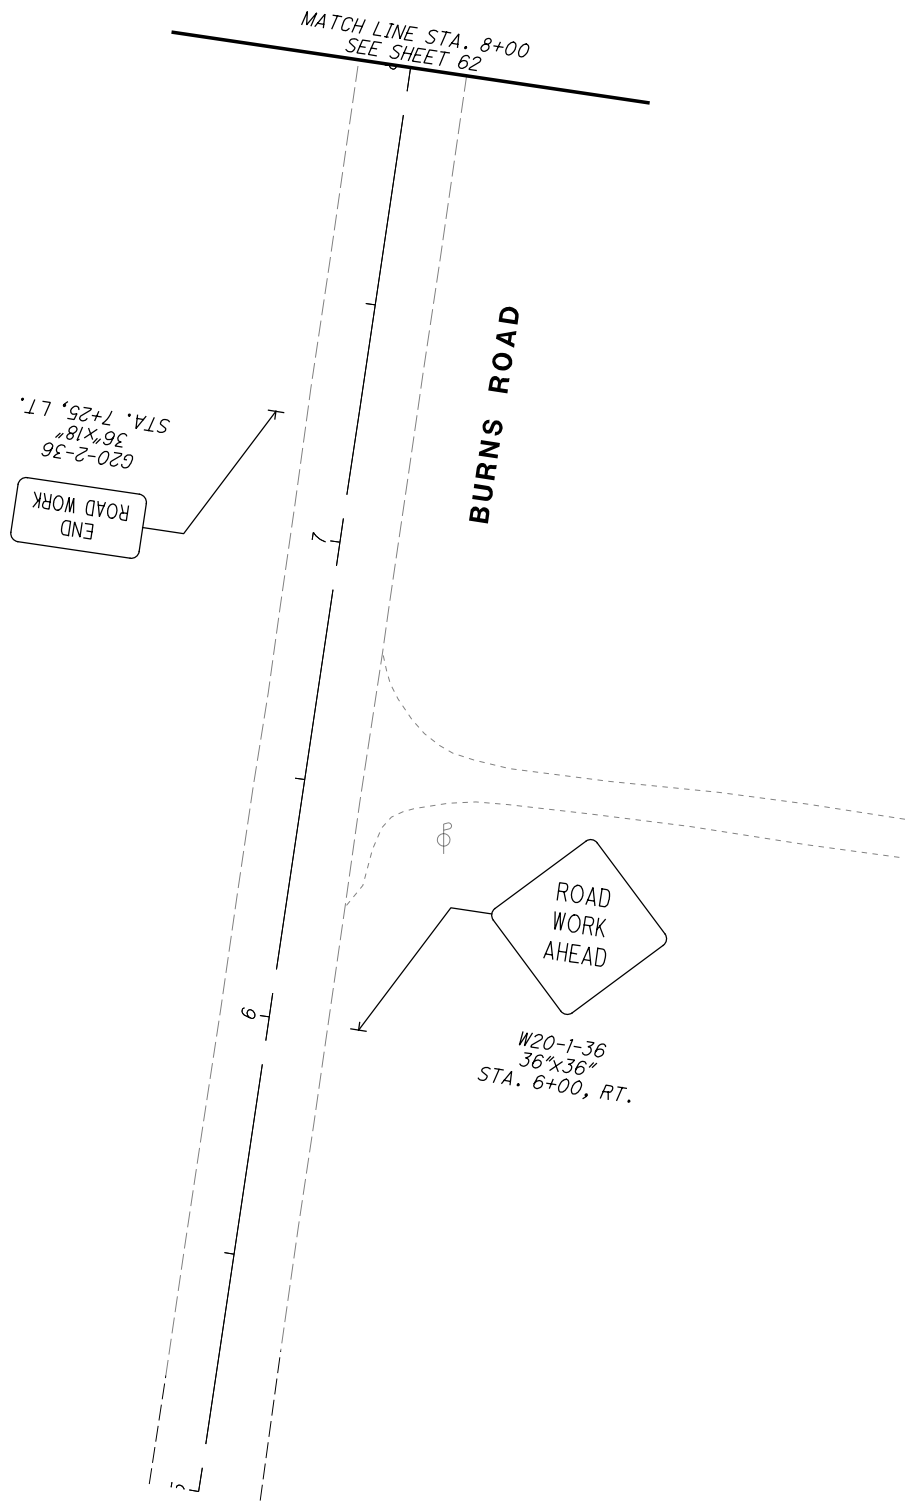 MATCH LINE STA. 8+00
SEE SHEET 62
BURNS ROAD
STA. 7+25, LT.
36"x18"
G20-2-36
END
ROAD WORK
7
6
ROAD
WORK
AHEAD
W20-1-36
36"x36"
STA. 6+00, RT.